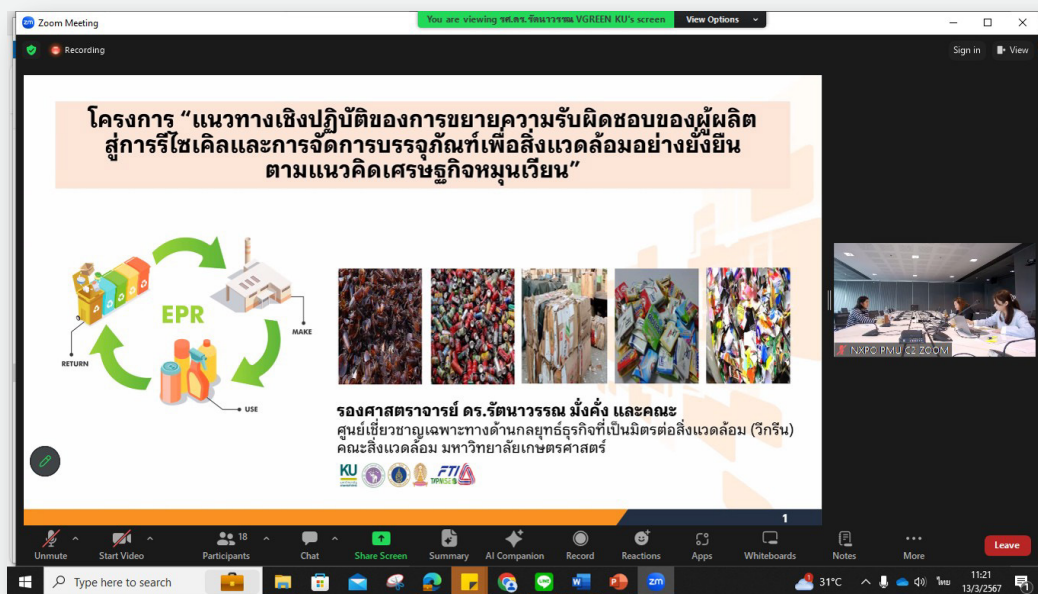 Zoom Meeting
You are viewing รศ.ดร.รัตนาวรรณ VGREEN KU's screen
View Options
Recording
Sign in
View
โครงการ “แนวทางเชิงปฏิบัติของการขยายความรับผิดชอบของผู้ผลิต
สู่การรีไซเคิลและการจัดการบรรจุภัณฑ์เพื่อสิ่งแวดล้อมอย่างยั่งยืน
ตามแนวคิดเศรษฐกิจหมุนเวียน”
EPR
MAKE
RETURN
USE
NXPO PMU C2 ZOOM
รองศาสตราจารย์ ดร.รัตนาวรรณ มั่งคั่ง และคณะ
ศูนย์เชี่ยวชาญเฉพาะทางด้านกลยุทธ์ธุรกิจที่เป็นมิตรต่อสิ่งแวดล้อม (วีกรีน)
คณะสิ่งแวดล้อม มหาวิทยาลัยเกษตรศาสตร์
KU
FTI
1
Unmute
Start Video
18
Participants
Chat
Share Screen
Summary
AI Companion
Record
Reactions
Apps
Whiteboards
Notes
More
Leave
Type here to search
zm
31°C
ไทย
11:21
13/3/2567